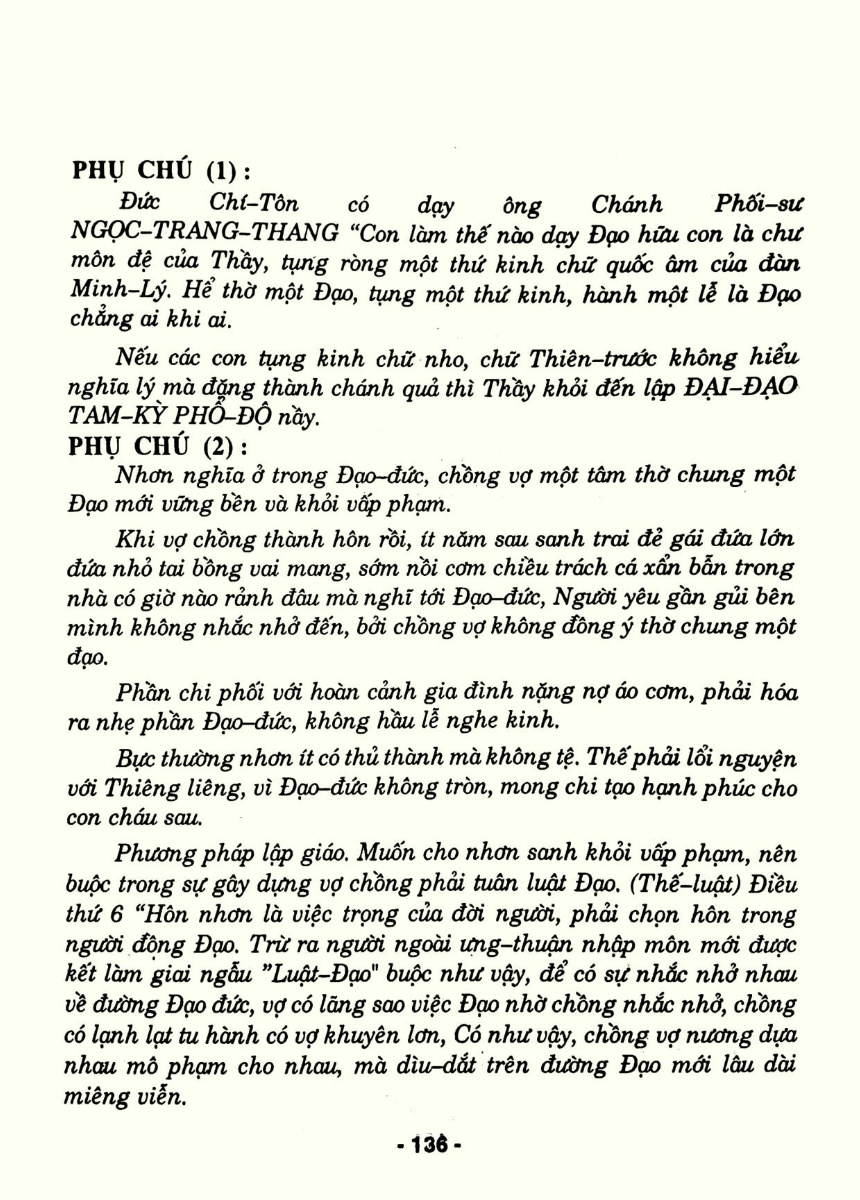 PHỤ CHÚ (1) :
Đức Chí–Tôn có dạy ông Chánh Phối–sư
NGỌC–TRANG–THANG “Con làm thế nào dạy Đạo hữu con là chư
môn đệ của Thầy, tụng ròng một thứ kinh chữ quốc âm của đàn
Minh–Lý. Hể thờ một Đạo, tụng một thứ kinh, hành một lễ là Đạo
chẳng ai khi ai.
Nếu các con tụng kinh chữ nho, chữ Thiên–trước không hiểu
nghĩa lý mà đặng thành chánh quả thì Thầy khỏi đến lập ĐẠI–ĐẠO
TAM–KỲ PHỔ–ĐỘ nầy.
PHỤ CHÚ (2) :
Nhơn nghĩa ở trong Đạo–đức, chồng vợ một tâm thờ chung một
Đạo mới vững bền và khỏi vấp phạm.
Khi vợ chồng thành hôn rồi, ít năm sau sanh trai đẻ gái đứa lớn
đứa nhỏ tai bồng vai mang, sớm nồi cơm chiều trách cá xẩn bẫn trong
nhà có giờ nào rảnh đâu mà nghĩ tới Đạo–đức, Người yêu gần gủi bên
mình không nhắc nhở đến, bởi chồng vợ không đồng ý thờ chung một
đạo.
Phần chi phối với hoàn cảnh gia đình nặng nợ áo cơm, phải hóa
ra nhẹ phần Đạo–đức, không hầu lễ nghe kinh.
Bực thường nhơn ít có thủ thành mà không tệ. Thế phải lổi nguyện
với Thiêng liêng, vì Đạo–đức không tròn, mong chi tạo hạnh phúc cho
con cháu sau.
Phương pháp lập giáo. Muốn cho nhơn sanh khỏi vấp phạm, nên
buộc trong sự gây dựng vợ chồng phải tuân luật Đạo. (Thế–luật) Điều
thứ 6 “Hôn nhơn là việc trọng của đời người, phải chọn hôn trong
người động Đạo. Trừ ra người ngoài ưng–thuận nhập môn mới được
kết làm giai ngẫu ”Luật–Đạo" buộc như vậy, để có sự nhắc nhở nhau
về đường Đạo đức, vợ có lãng sao việc Đạo nhờ chồng nhắc nhở, chồng
có lạnh lạt tu hành có vợ khuyên lơn, Có như vậy, chồng vợ nương dựa
nhau mô phạm cho nhau, mà dìu–dắt trên đường Đạo mới lâu dài
miêng viễn.
- 136 -